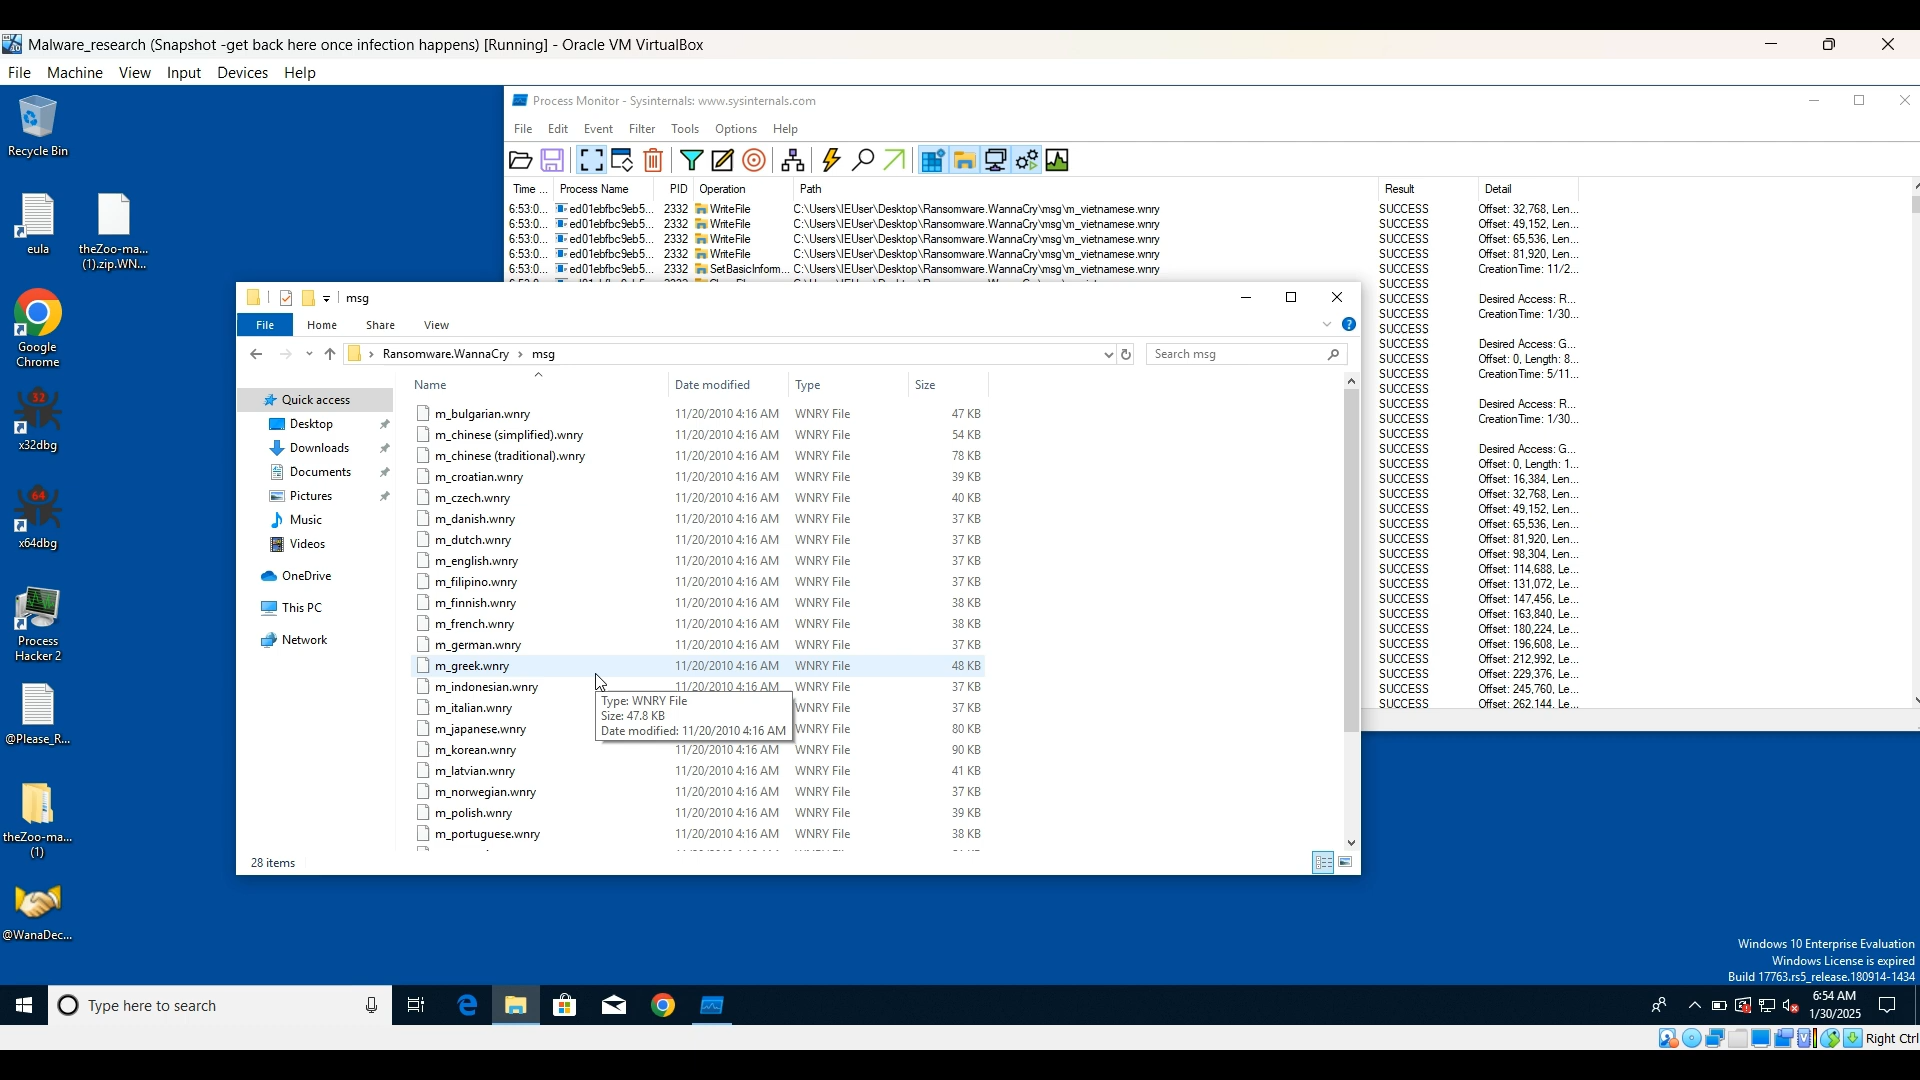 Malware_research (Snapshot -get back here once infection happens) [Running] - Oracle VM VirtualBox
File Machine View Input Devices Help
Recycle Bin
eula
theZoo-ma...
(1).zip.WN...
Google
Chrome
x32dbg
x64dbg
Process
Hacker 2
@Please_R...
theZoo-ma...
(1)
@WanaDec...
Process Monitor - Sysinternals: www.sysinternals.com
File Edit Event Filter Tools Options Help
Time ... Process Name PID Operation Path Result Detail
6:53:0... ed01ebfbc9eb5... 2332 WriteFile C:\Users\IEUser\Desktop\Ransomware.WannaCry\msg\m_vietnamese.wnry SUCCESS Offset: 32,768, Len...
6:53:0... ed01ebfbc9eb5... 2332 WriteFile C:\Users\IEUser\Desktop\Ransomware.WannaCry\msg\m_vietnamese.wnry SUCCESS Offset: 49,152, Len...
6:53:0... ed01ebfbc9eb5... 2332 WriteFile C:\Users\IEUser\Desktop\Ransomware.WannaCry\msg\m_vietnamese.wnry SUCCESS Offset: 65,536, Len...
6:53:0... ed01ebfbc9eb5... 2332 WriteFile C:\Users\IEUser\Desktop\Ransomware.WannaCry\msg\m_vietnamese.wnry SUCCESS Offset: 81,920, Len...
6:53:0... ed01ebfbc9eb5... 2332 SetBasicInform... C:\Users\IEUser\Desktop\Ransomware.WannaCry\msg\m_vietnamese.wnry SUCCESS CreationTime: 11/2...
SUCCESS
SUCCESS Desired Access: R...
SUCCESS CreationTime: 1/30...
SUCCESS
SUCCESS Desired Access: G...
SUCCESS Offset: 0, Length: 8...
SUCCESS CreationTime: 5/11...
SUCCESS
SUCCESS Desired Access: R...
SUCCESS CreationTime: 1/30...
SUCCESS
SUCCESS Desired Access: G...
SUCCESS Offset: 0, Length: 1...
SUCCESS Offset: 16,384, Len...
SUCCESS Offset: 32,768, Len...
SUCCESS Offset: 49,152, Len...
SUCCESS Offset: 65,536, Len...
SUCCESS Offset: 81,920, Len...
SUCCESS Offset: 98,304, Len...
SUCCESS Offset: 114,688, Le...
SUCCESS Offset: 131,072, Le...
SUCCESS Offset: 147,456, Le...
SUCCESS Offset: 163,840, Le...
SUCCESS Offset: 180,224, Le...
SUCCESS Offset: 196,608, Le...
SUCCESS Offset: 212,992, Le...
SUCCESS Offset: 229,376, Le...
SUCCESS Offset: 245,760, Le...
SUCCESS Offset: 262,144, Le...
msg
File Home Share View
Ransomware.WannaCry › msg
Search msg
Quick access
Desktop
Downloads
Documents
Pictures
Music
Videos
OneDrive
This PC
Network
Name Date modified Type Size
m_bulgarian.wnry 11/20/2010 4:16 AM WNRY File 47 KB
m_chinese (simplified).wnry 11/20/2010 4:16 AM WNRY File 54 KB
m_chinese (traditional).wnry 11/20/2010 4:16 AM WNRY File 78 KB
m_croatian.wnry 11/20/2010 4:16 AM WNRY File 39 KB
m_czech.wnry 11/20/2010 4:16 AM WNRY File 40 KB
m_danish.wnry 11/20/2010 4:16 AM WNRY File 37 KB
m_dutch.wnry 11/20/2010 4:16 AM WNRY File 37 KB
m_english.wnry 11/20/2010 4:16 AM WNRY File 37 KB
m_filipino.wnry 11/20/2010 4:16 AM WNRY File 37 KB
m_finnish.wnry 11/20/2010 4:16 AM WNRY File 38 KB
m_french.wnry 11/20/2010 4:16 AM WNRY File 38 KB
m_german.wnry 11/20/2010 4:16 AM WNRY File 37 KB
m_greek.wnry 11/20/2010 4:16 AM WNRY File 48 KB
m_indonesian.wnry 11/20/2010 4:16 AM WNRY File 37 KB
m_italian.wnry WNRY File 37 KB
m_japanese.wnry WNRY File 80 KB
m_korean.wnry 11/20/2010 4:16 AM WNRY File 90 KB
m_latvian.wnry 11/20/2010 4:16 AM WNRY File 41 KB
m_norwegian.wnry 11/20/2010 4:16 AM WNRY File 37 KB
m_polish.wnry 11/20/2010 4:16 AM WNRY File 39 KB
m_portuguese.wnry 11/20/2010 4:16 AM WNRY File 38 KB
Type: WNRY File
Size: 47.8 KB
Date modified: 11/20/2010 4:16 AM
28 items
Windows 10 Enterprise Evaluation
Windows License is expired
Build 17763.rs5_release.180914-1434
Type here to search
6:54 AM
1/30/2025
Right Ctrl